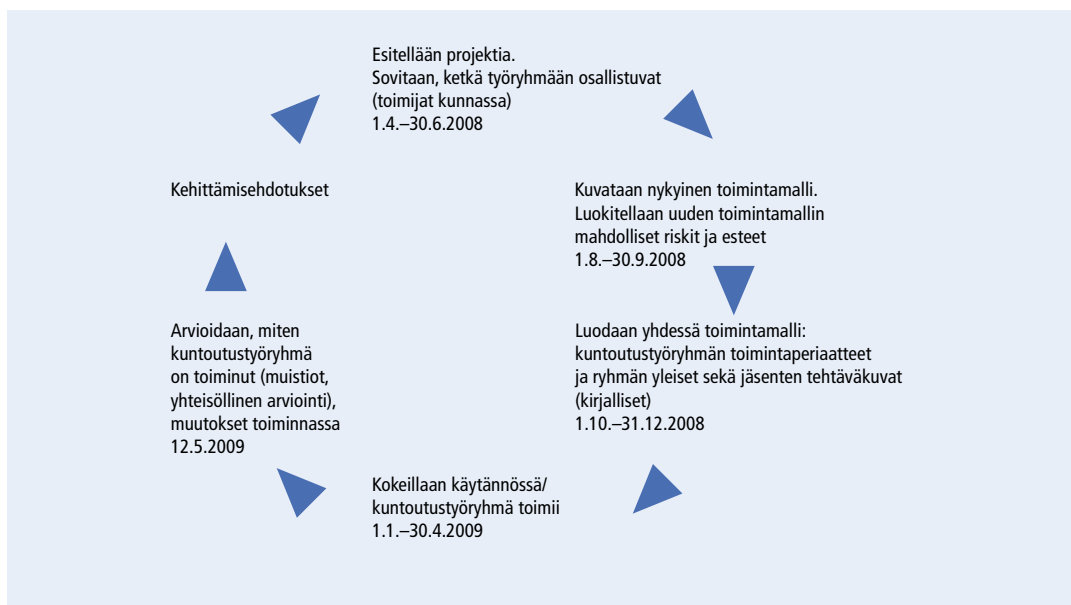 Esitellään projektia.
Sovitaan, ketkä työryhmään osallistuvat
(toimijat kunnassa)
1.4.–30.6.2008
Kuvataan nykyinen toimintamalli.
Luokitellaan uuden toimintamallin
mahdolliset riskit ja esteet
1.8.–30.9.2008
Luodaan yhdessä toimintamalli:
kuntoutustyöryhmän toimintaperiaatteet
ja ryhmän yleiset sekä jäsenten tehtäväkuvat
(kirjalliset)
1.10.–31.12.2008
Kokeillaan käytännössä/
kuntoutustyöryhmä toimii
1.1.–30.4.2009
Arvioidaan, miten
kuntoutustyöryhmä
on toiminut (muistiot,
yhteisöllinen arviointi),
muutokset toiminnassa
12.5.2009
Kehittämisehdotukset